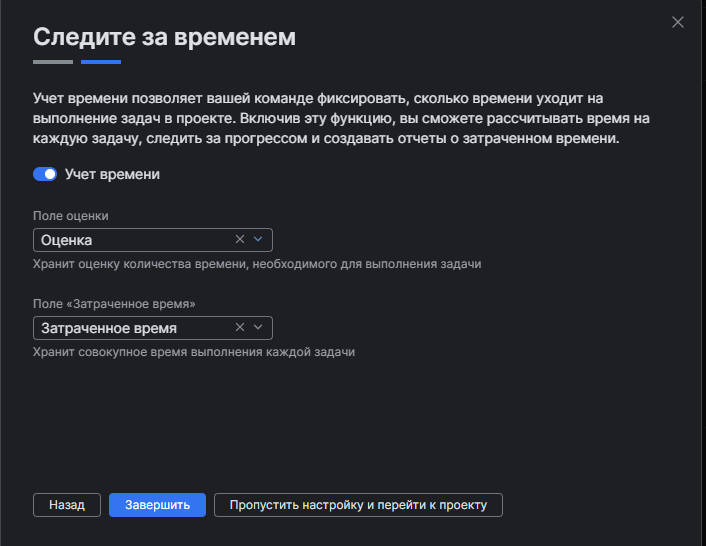 Следите за временем
Учет времени позволяет вашей команде фиксировать, сколько времени уходит на
выполнение задач в проекте. Включив эту функцию, вы сможете рассчитывать время на
каждую задачу, следить за прогрессом и создавать отчеты о затраченном времени.
Учет времени
Поле оценки
Оценка
Хранит оценку количества времени, необходимого для выполнения задачи
Поле «Затраченное время»
Затраченное время
Хранит совокупное время выполнения каждой задачи
Назад Завершить Пропустить настройку и перейти к проекту